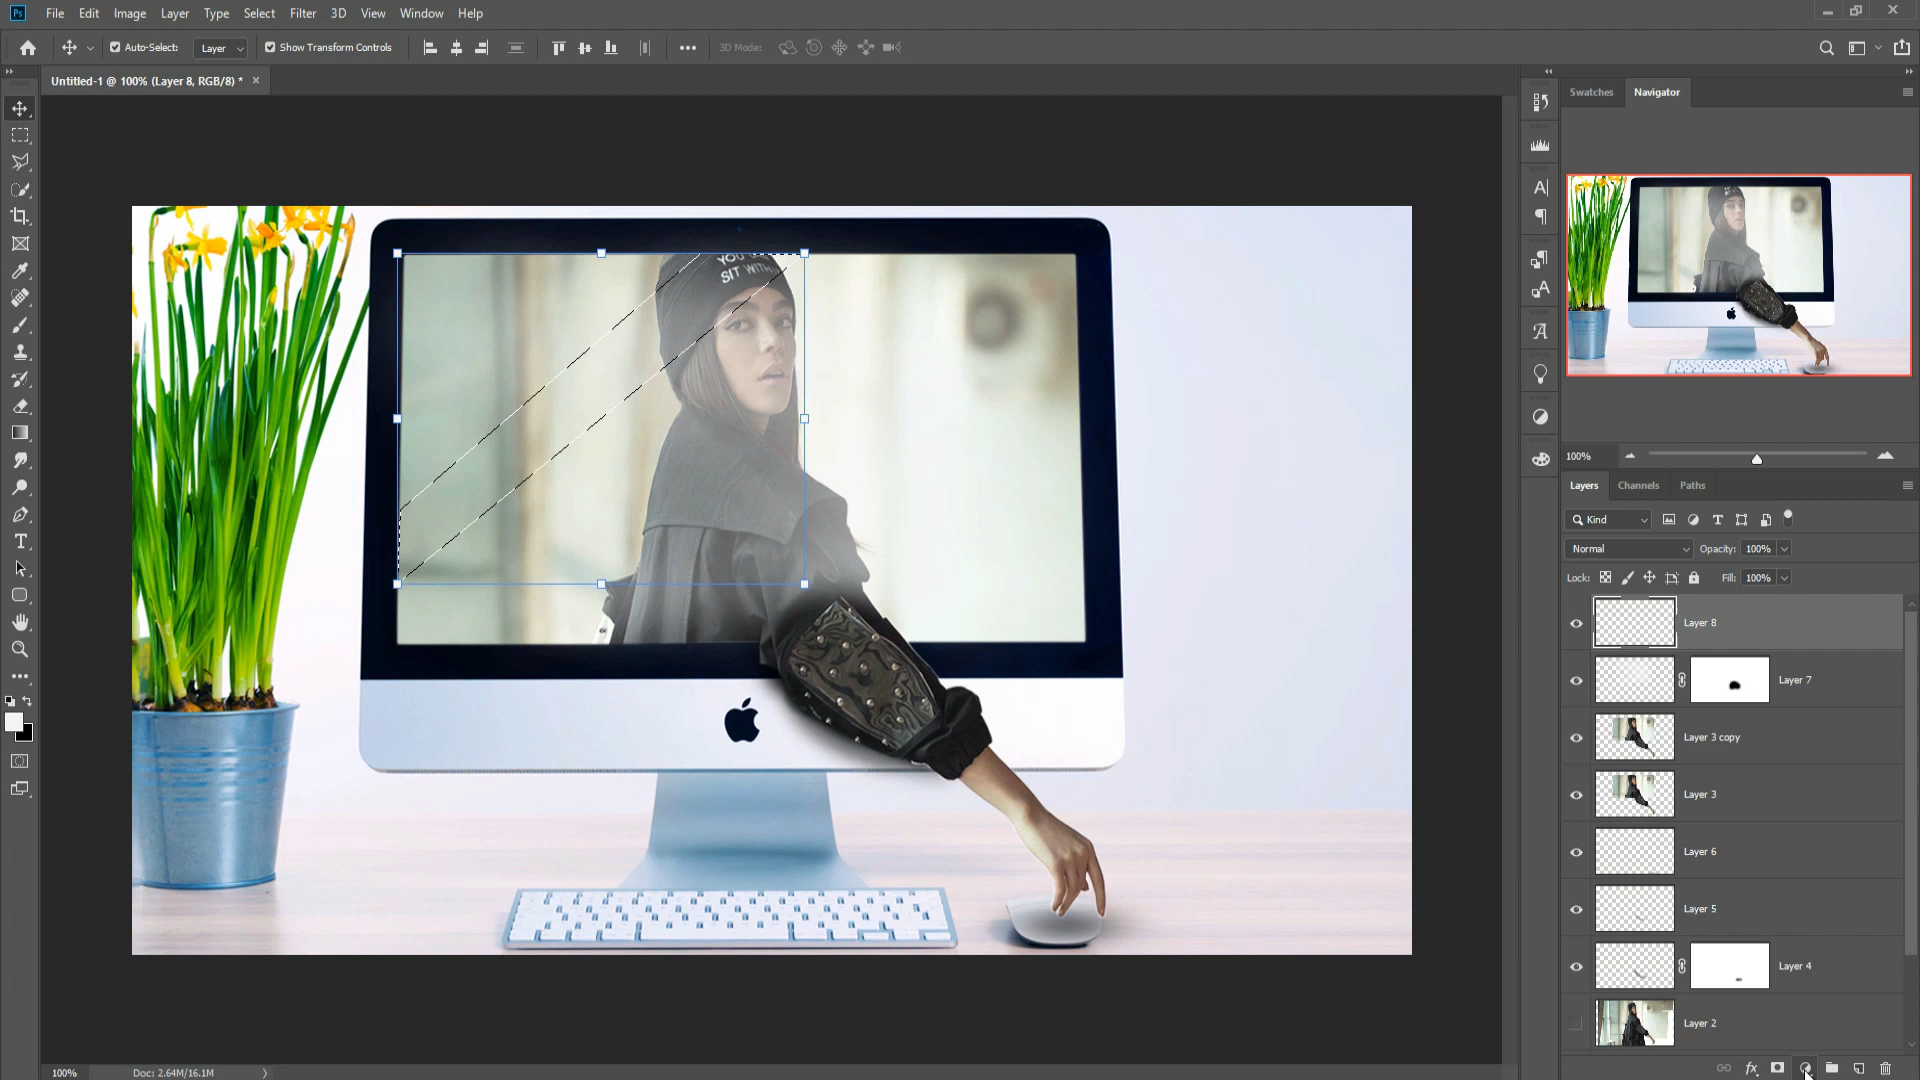 Ps File Edit Image Layer Type Select Filter 3D View Window Help
Auto-Select: Layer Show Transform Controls 3D Mode:
Untitled-1 @ 100% (Layer 8, RGB/8) *
Swatches Navigator
SIT WITH
100%
Layers Channels Paths
Kind
Normal Opacity: 100%
Lock: Fill: 100%
Layer 8
Layer 7
Layer 3 copy
Layer 3
Layer 6
Layer 5
Layer 4
Layer 2
100% Doc: 2.64M/16.1M